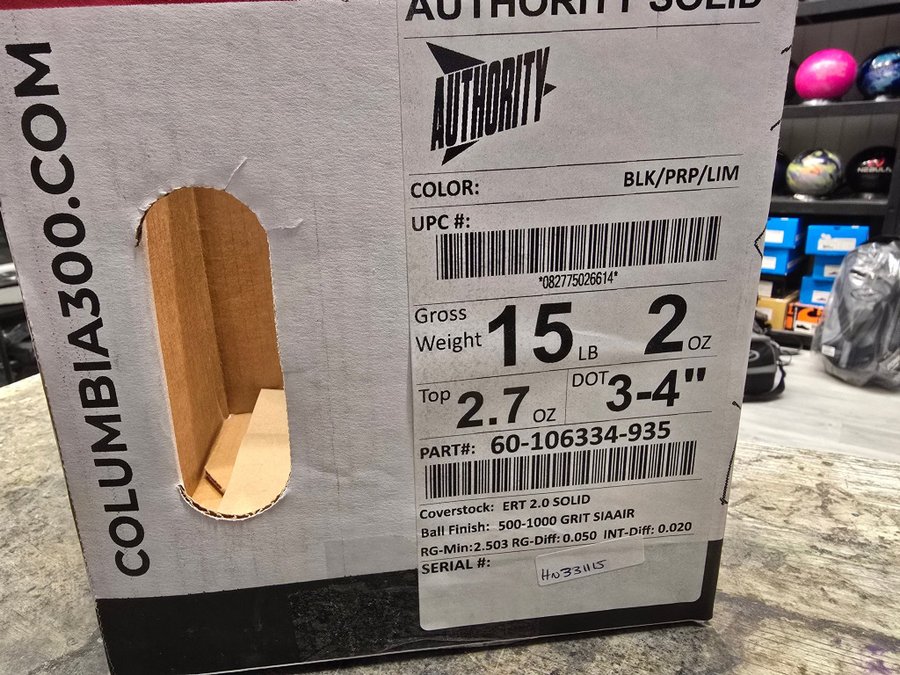 COLUMBIA300.COM
AUTHORITY SOLID
AUTHORITY
COLOR: BLK/PRP/LIM
UPC #:
*082775026614*
Gross Weight 15 LB 2 OZ
Top 2.7 OZ DOT 3-4"
PART#: 60-106334-935
Coverstock: ERT 2.0 SOLID
Ball Finish: 500-1000 GRIT SIAAIR
RG-Min:2.503 RG-Diff: 0.050 INT-Diff: 0.020
SERIAL #: HN331115
NEBULA